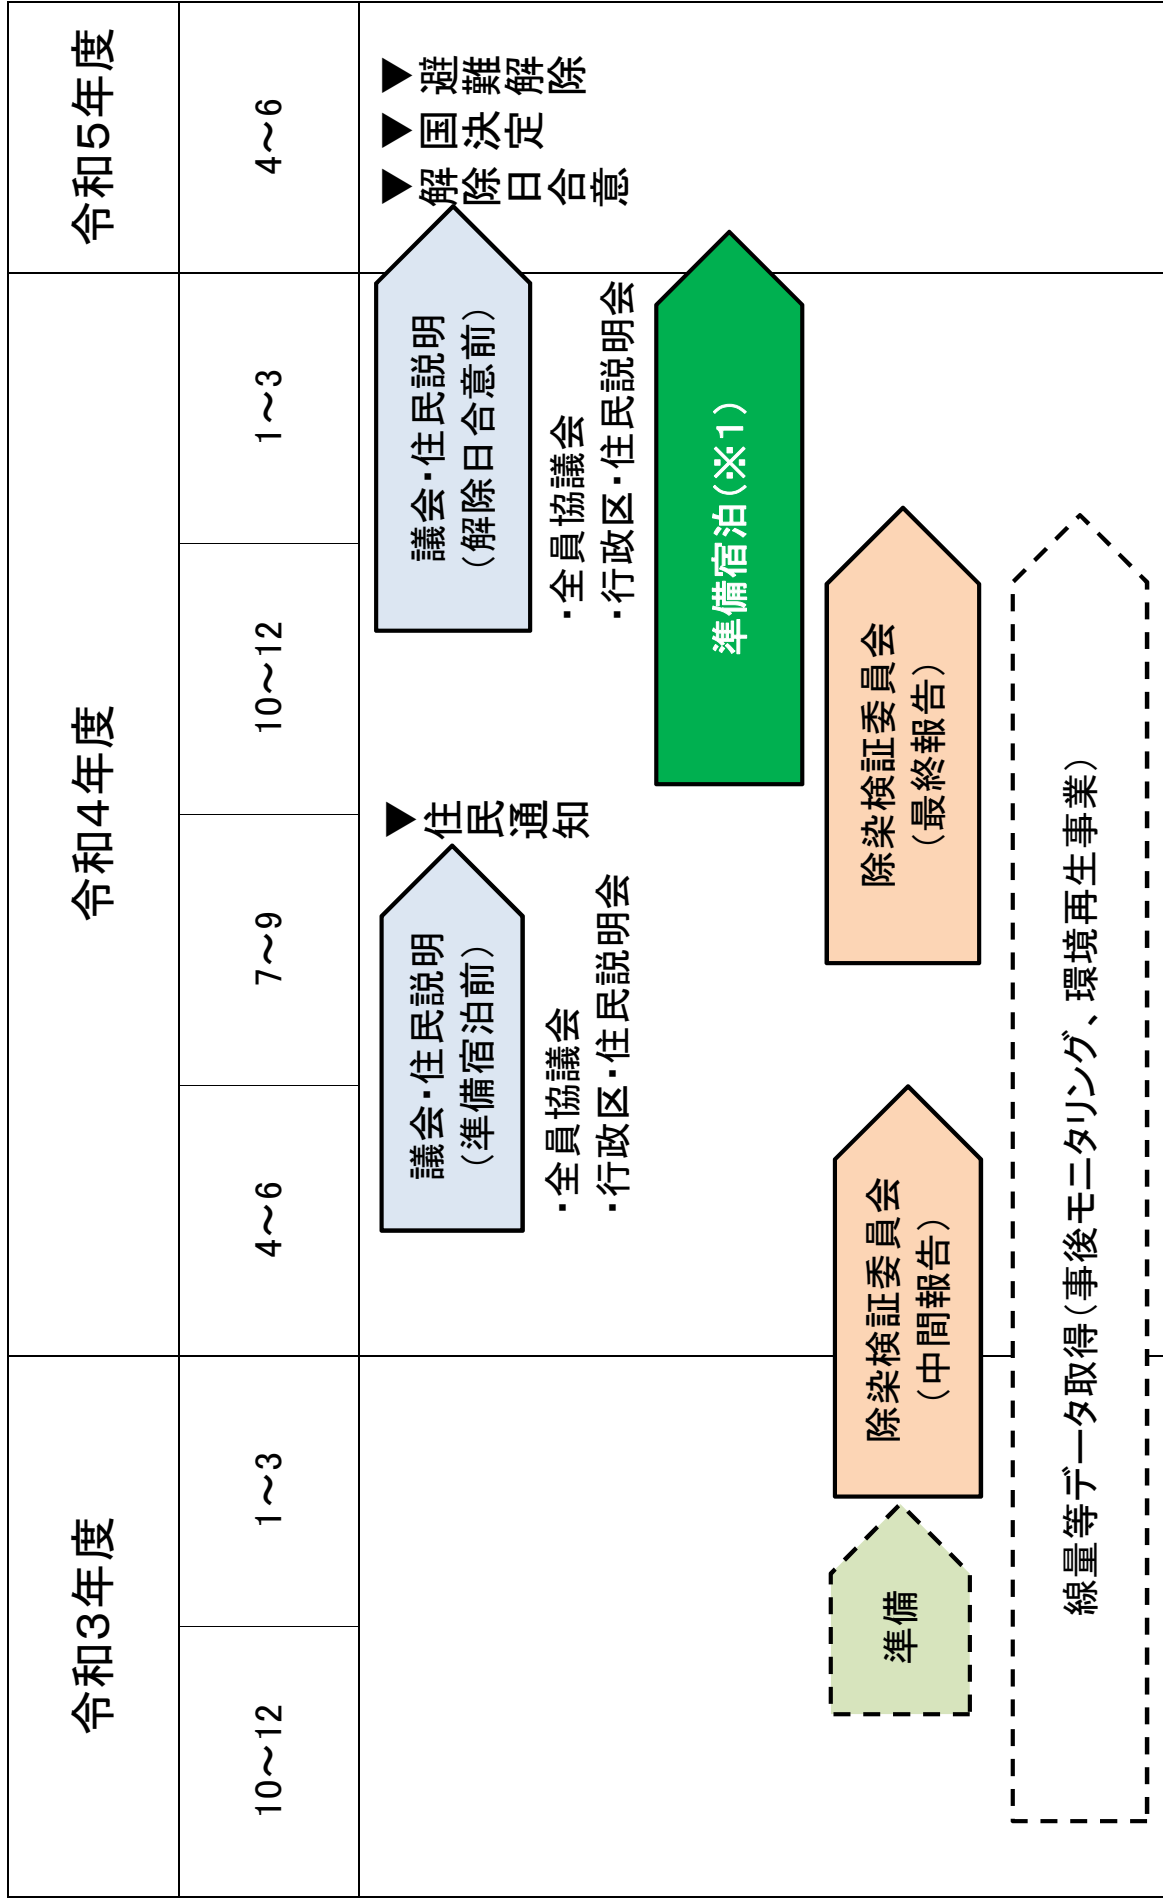 令和3年度
令和4年度
令和5年度
10～12
1～3
4～6
7～9
10～12
1～3
4～6
議会・住民説明
（準備宿泊前）
・全員協議会
・行政区・住民説明会
▼住民通知
議会・住民説明
（解除日合意前）
・全員協議会
・行政区・住民説明会
▼解除日合意
▼国決定
▼避難解除
準備宿泊（※1）
準備
除染検証委員会
（中間報告）
除染検証委員会
（最終報告）
線量等データ取得（事後モニタリング、環境再生事業）